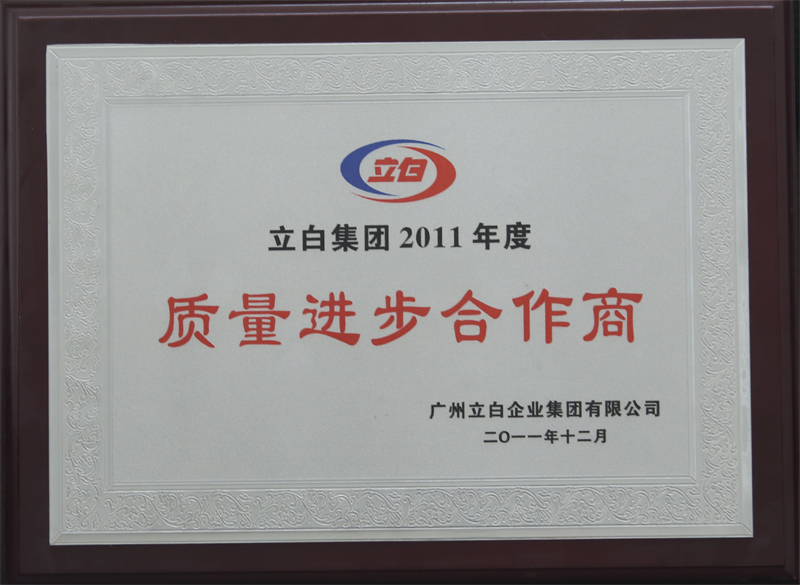 立白
立白集团2011年度
质量进步合作商
广州立白企业集团有限公司
二〇一一年十二月